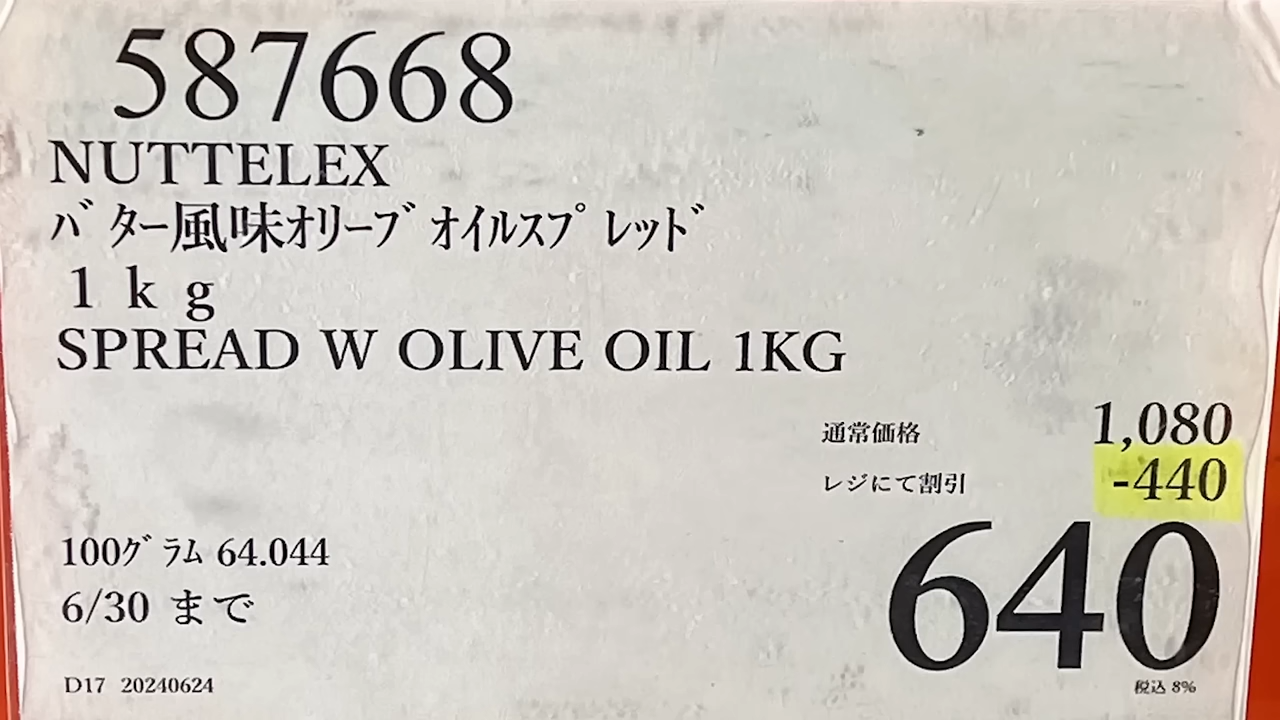 587668
NUTTELEX
ﾊﾞﾀｰ風味ｵﾘｰﾌﾞｵｲﾙｽﾌﾟﾚｯﾄﾞ
１ｋｇ
SPREAD W OLIVE OIL 1KG
通常価格 1,080
レジにて割引 -440
640
100ｸﾞﾗﾑ 64.044
6/30 まで
税込 8%
D17 20240624